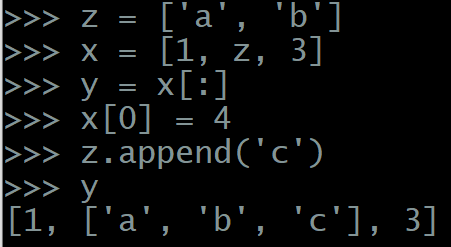 >>> z = ['a', 'b']
>>> x = [1, z, 3]
>>> y = x[:]
>>> x[0] = 4
>>> z.append('c')
>>> y
[1, ['a', 'b', 'c'], 3]